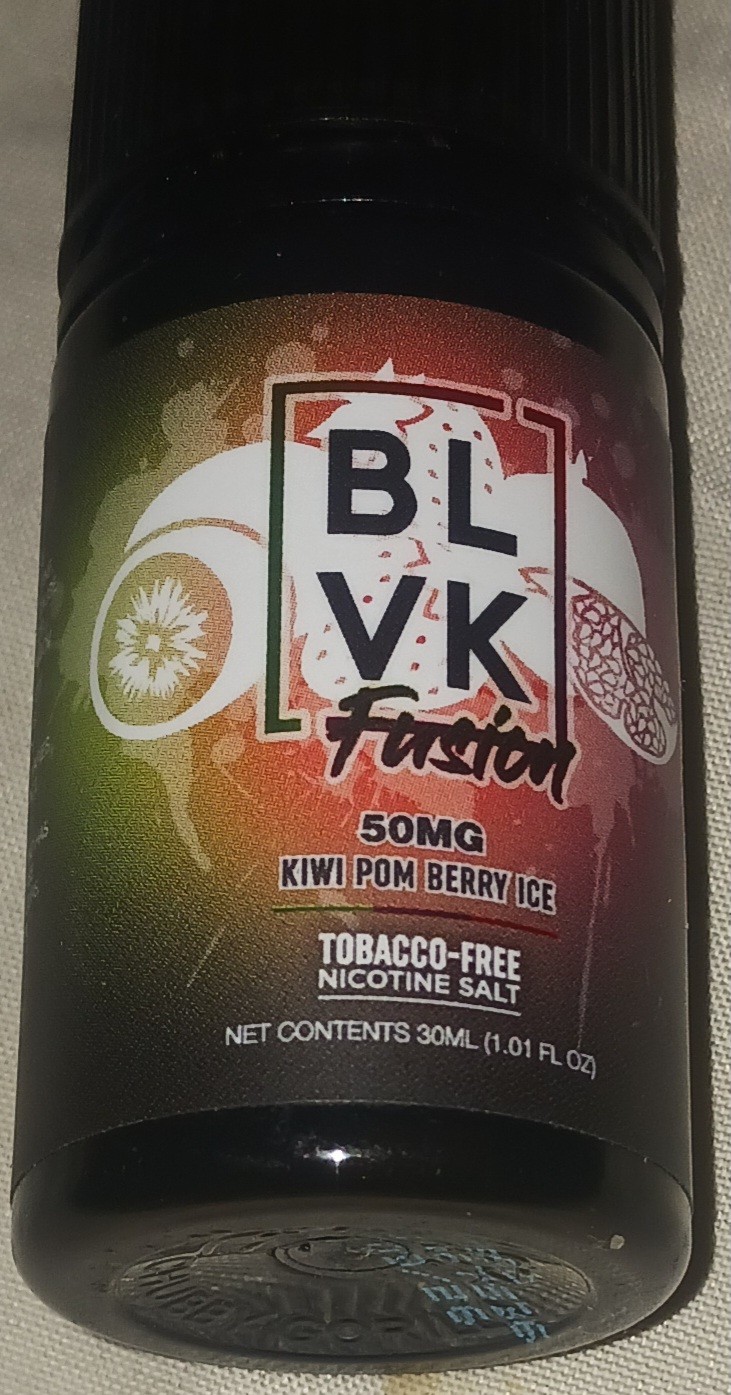 BL
VK
Fusion
50MG
KIWI POM BERRY ICE
TOBACCO-FREE
NICOTINE SALT
NET CONTENTS 30ML (1.01 FL OZ)